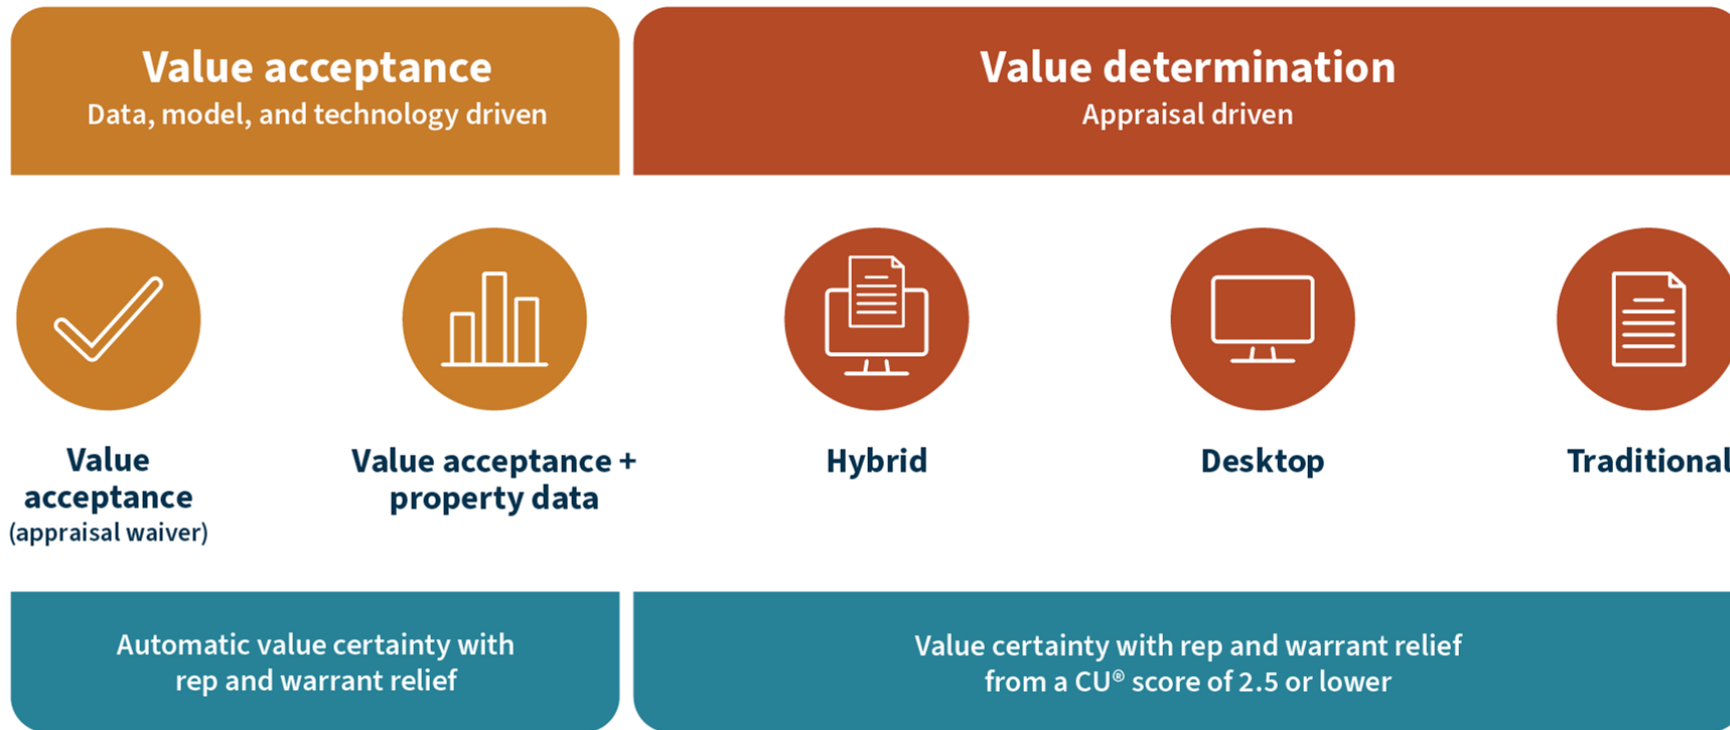 Value acceptance
Data, model, and technology driven
Value determination
Appraisal driven
Value
acceptance
(appraisal waiver)
Value acceptance +
property data
Hybrid
Desktop
Traditional
Automatic value certainty with
rep and warrant relief
Value certainty with rep and warrant relief
from a CU® score of 2.5 or lower